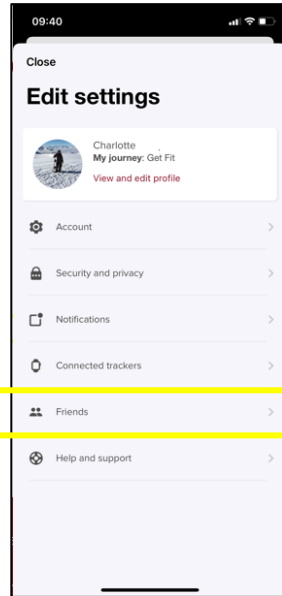 09:40
Close
Edit settings
Charlotte
My journey: Get Fit
View and edit profile
Account
Security and privacy
Notifications
Connected trackers
Friends
Help and support